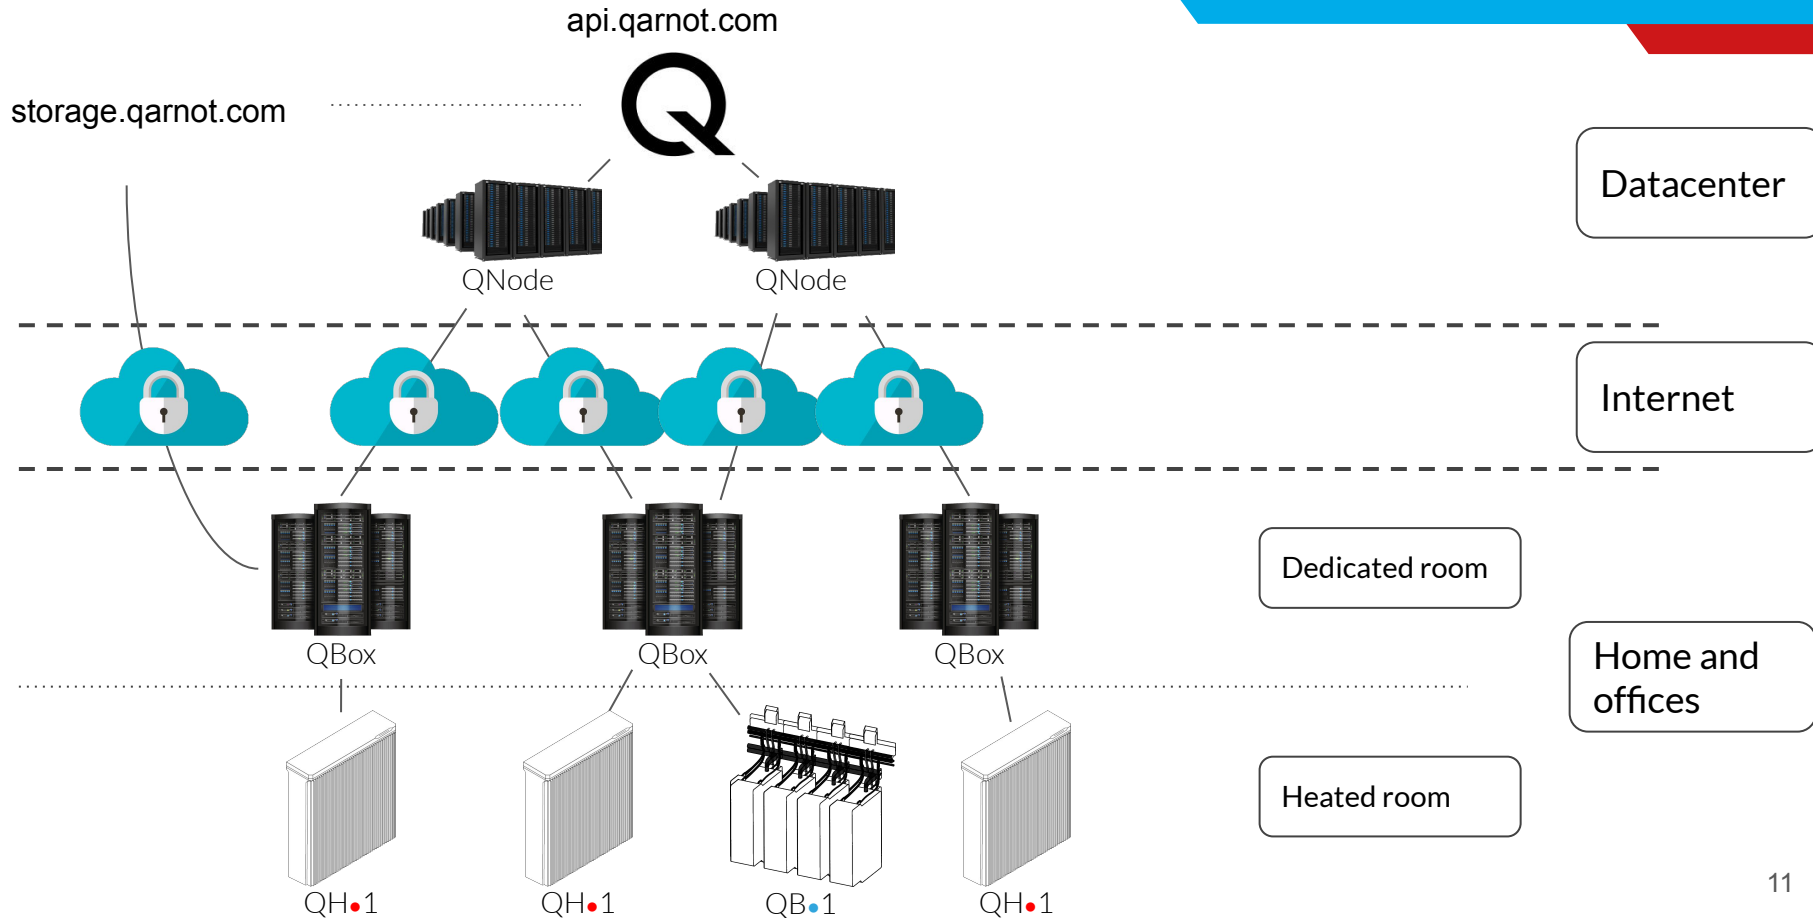 api.qarnot.com
storage.qarnot.com
Datacenter
QNode
QNode
Internet
Dedicated room
QBox
QBox
QBox
Home and
offices
Heated room
QH•1
QH•1
QB•1
QH•1
11